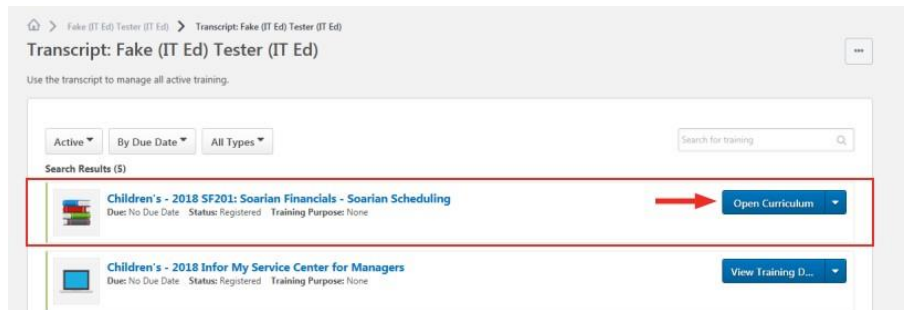 Fake (IT Ed) Tester (IT Ed) > Transcript: Fake (IT Ed) Tester (IT Ed)
Transcript: Fake (IT Ed) Tester (IT Ed)
Use the transcript to manage all active training.
Active By Due Date All Types Search for training
Search Results (5)
Children's - 2018 SF201: Soarian Financials - Soarian Scheduling
Due: No Due Date Status: Registered Training Purpose: None
Open Curriculum
Children's - 2018 Infor My Service Center for Managers
Due: No Due Date Status: Registered Training Purpose: None
View Training D...